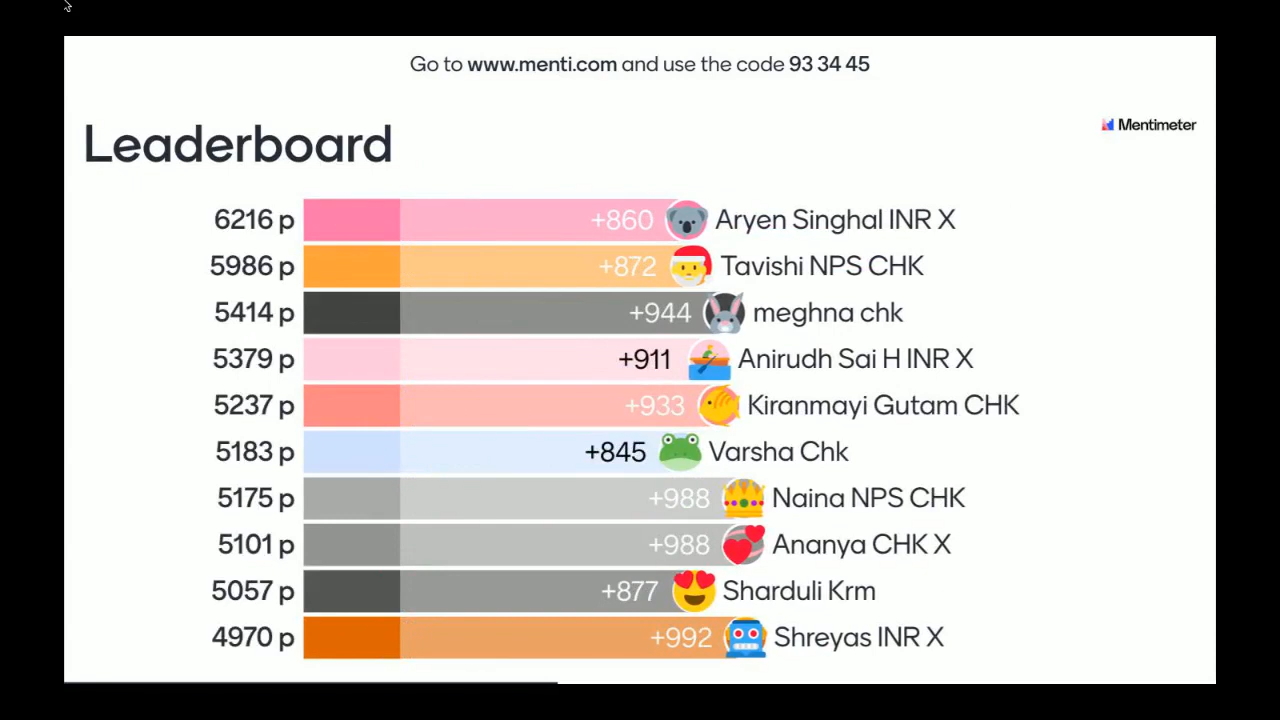 Go to www.menti.com and use the code 93 34 45
Mentimeter
Leaderboard
6216 p +860 Aryen Singhal INR X
5986 p +872 Tavishi NPS CHK
5414 p +944 meghna chk
5379 p +911 Anirudh Sai H INR X
5237 p +933 Kiranmayi Gutam CHK
5183 p +845 Varsha Chk
5175 p +988 Naina NPS CHK
5101 p +988 Ananya CHK X
5057 p +877 Sharduli Krm
4970 p +992 Shreyas INR X